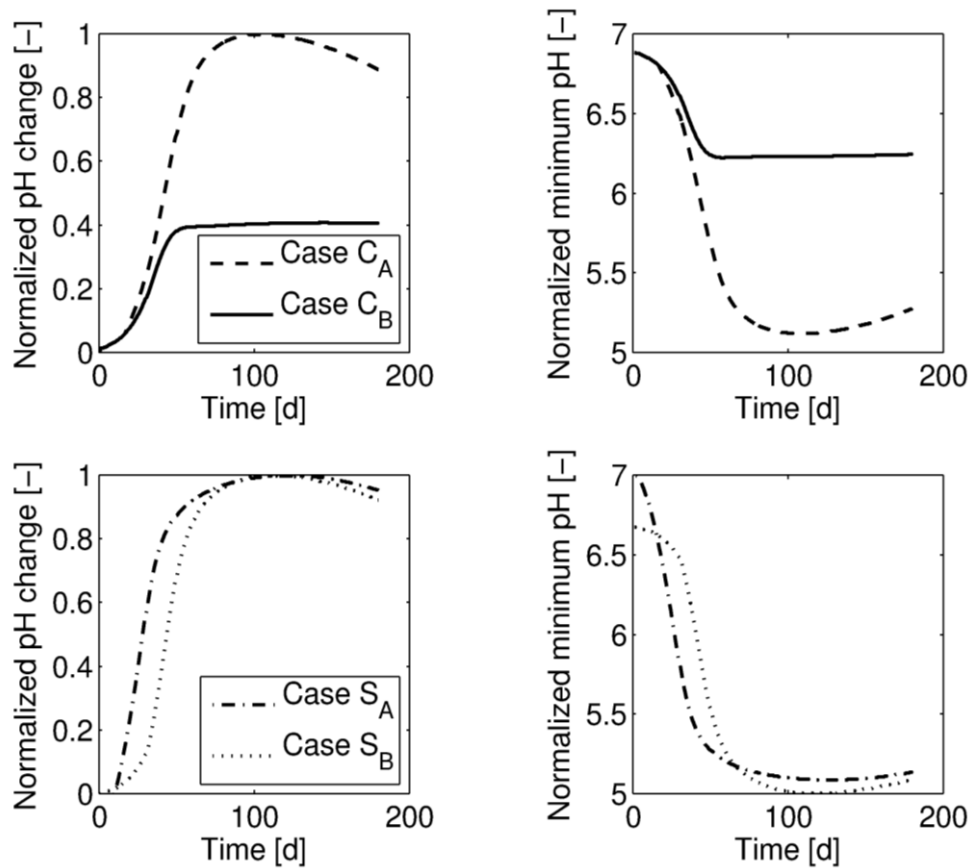 Normalized pH change [–]
1
0.8
0.6
0.4
0.2
0
0 100 200
Time [d]
Case C_A
Case C_B
Normalized minimum pH [–]
7
6.5
6
5.5
5
0 100 200
Time [d]
Normalized pH change [–]
1
0.8
0.6
0.4
0.2
0
0 100 200
Time [d]
Case S_A
Case S_B
Normalized minimum pH [–]
7
6.5
6
5.5
5
0 100 200
Time [d]